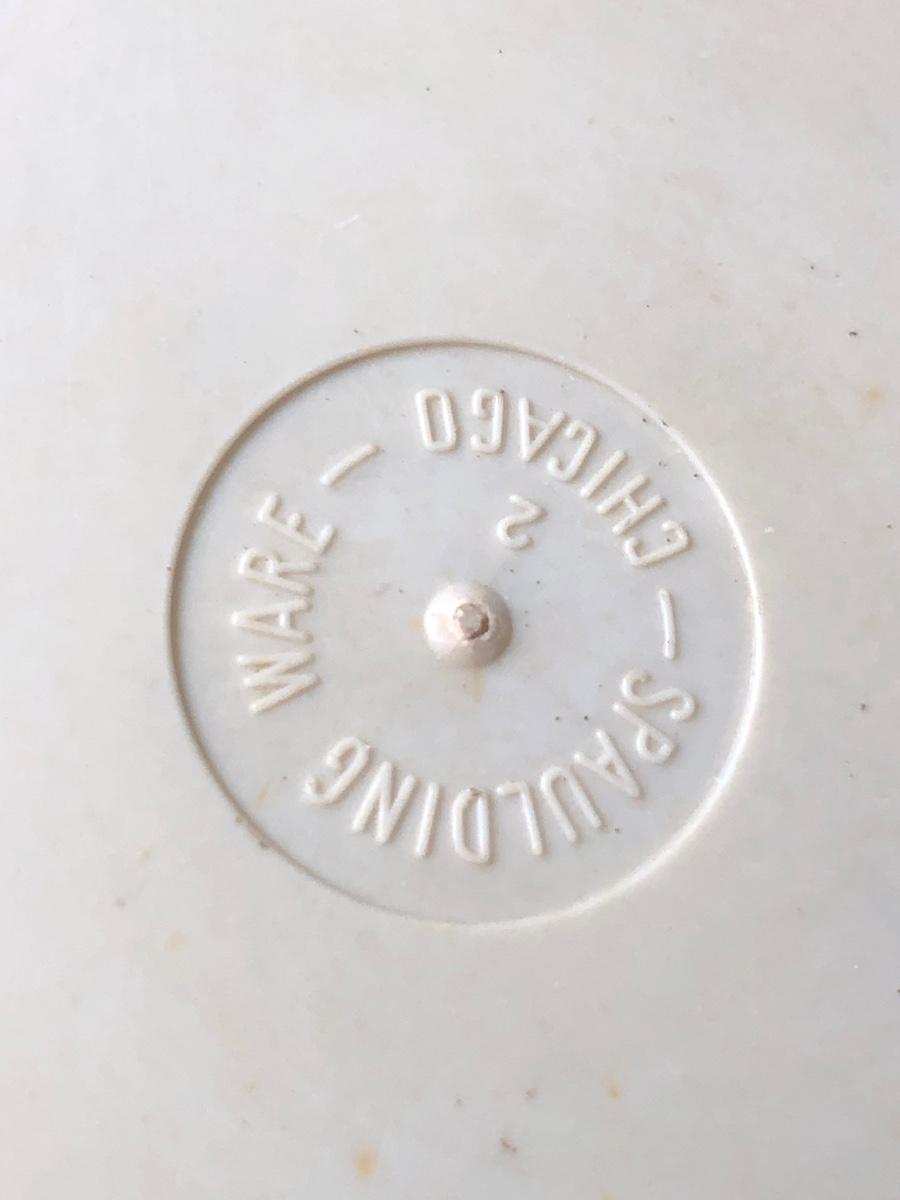 SPAULDING WARE – CHICAGO –
2